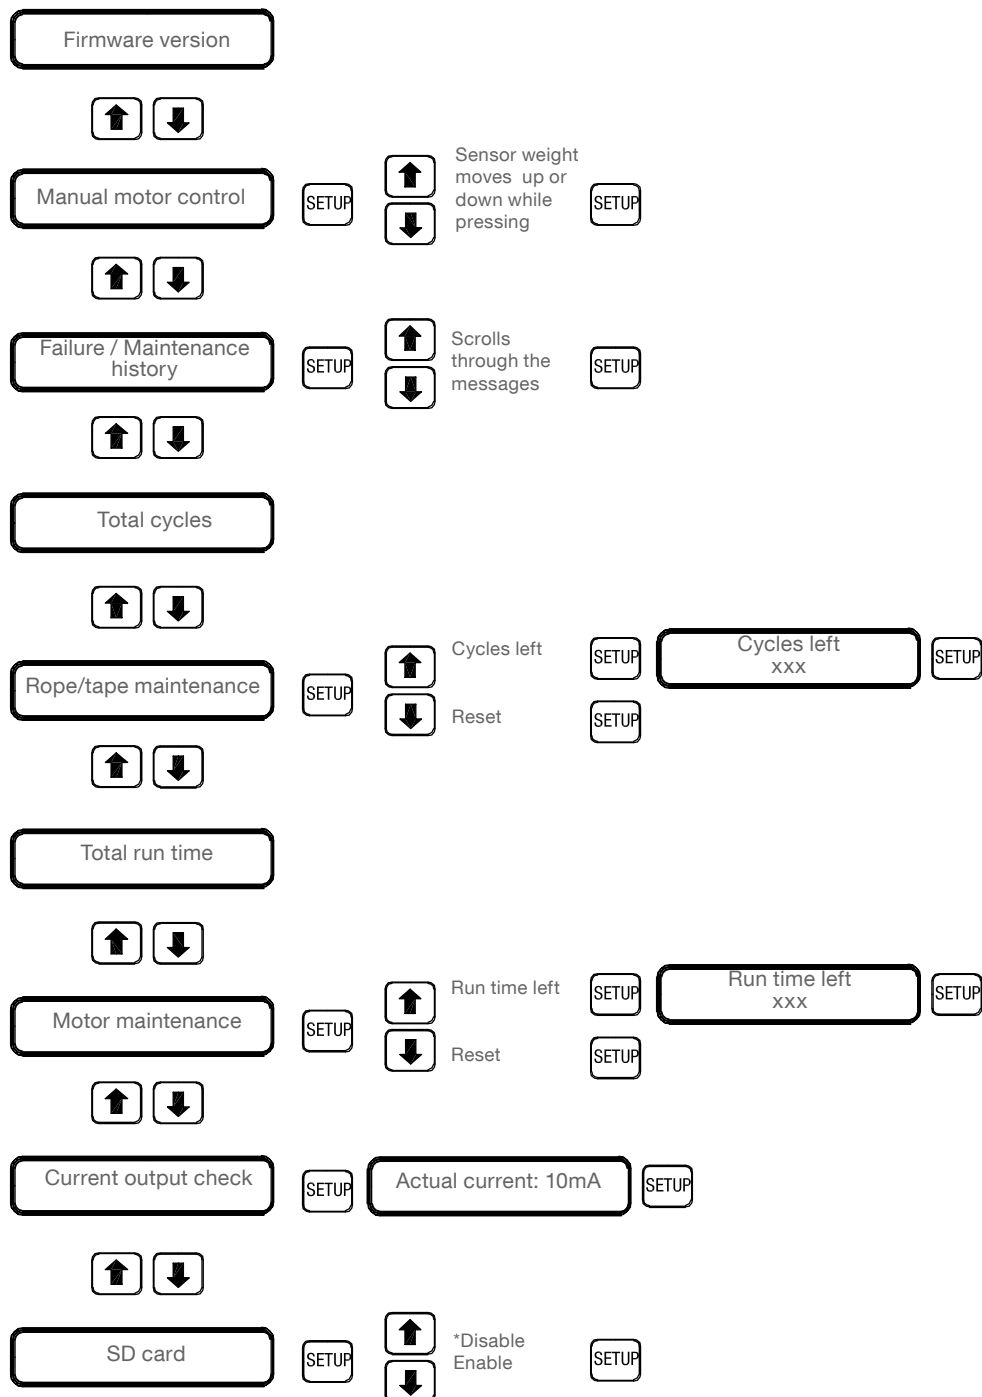 Firmware version
Manual motor control
SETUP
Sensor weight
moves up or
down while
pressing
SETUP
Failure / Maintenance
history
SETUP
Scrolls
through the
messages
SETUP
Total cycles
Rope/tape maintenance
SETUP
Cycles left
SETUP
Cycles left
xxx
SETUP
Reset
SETUP
Total run time
Motor maintenance
SETUP
Run time left
SETUP
Run time left
xxx
SETUP
Reset
SETUP
Current output check
SETUP
Actual current: 10mA
SETUP
SD card
SETUP
*Disable
Enable
SETUP